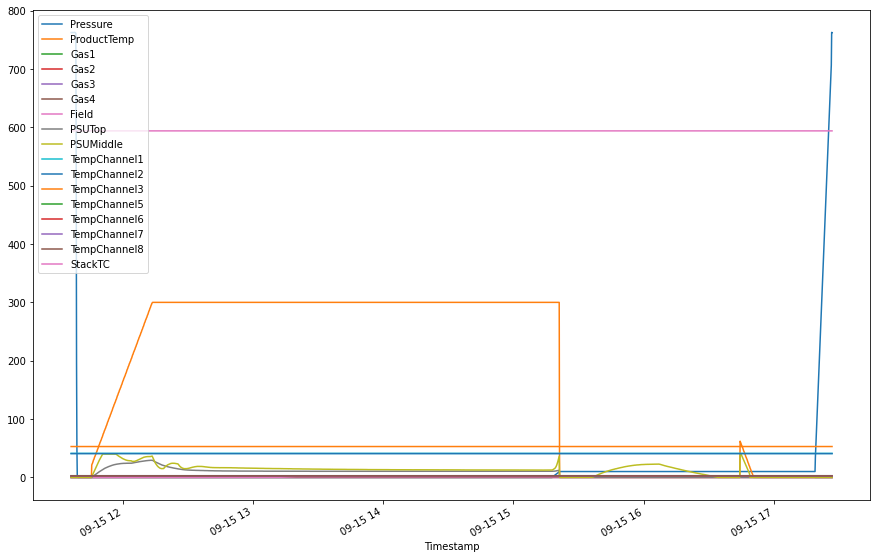 800
700
600
500
400
300
200
100
0
Pressure
ProductTemp
Gas1
Gas2
Gas3
Gas4
Field
PSUTop
PSUMiddle
TempChannel1
TempChannel2
TempChannel3
TempChannel5
TempChannel6
TempChannel7
TempChannel8
StackTC
09-15 12
09-15 13
09-15 14
09-15 15
09-15 16
09-15 17
Timestamp